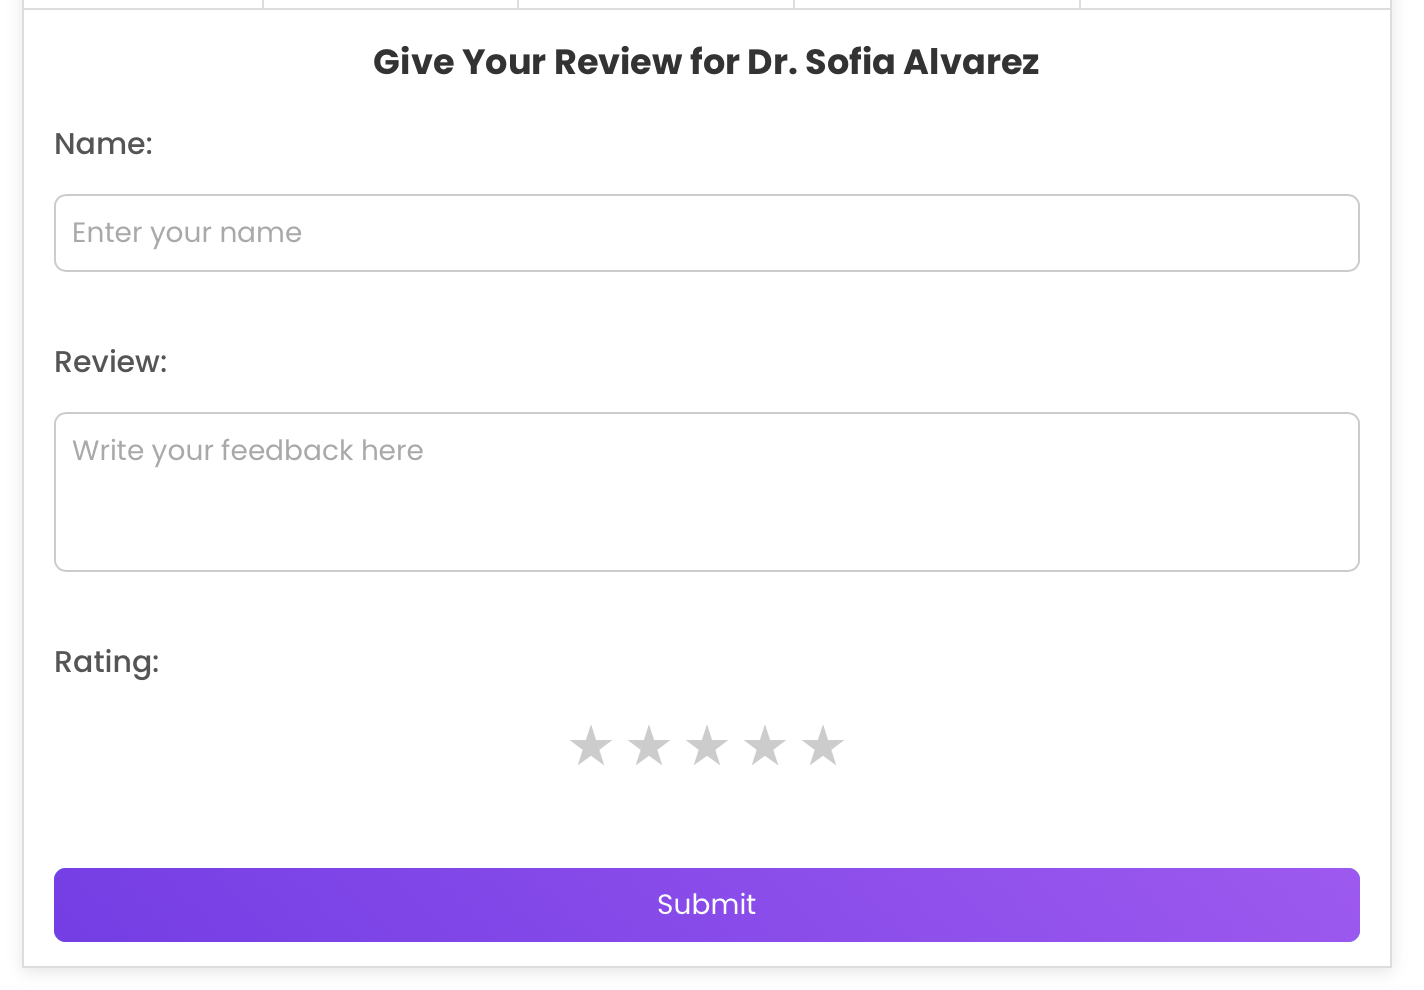 Give Your Review for Dr. Sofia Alvarez
Name:
Enter your name
Review:
Write your feedback here
Rating:
Submit